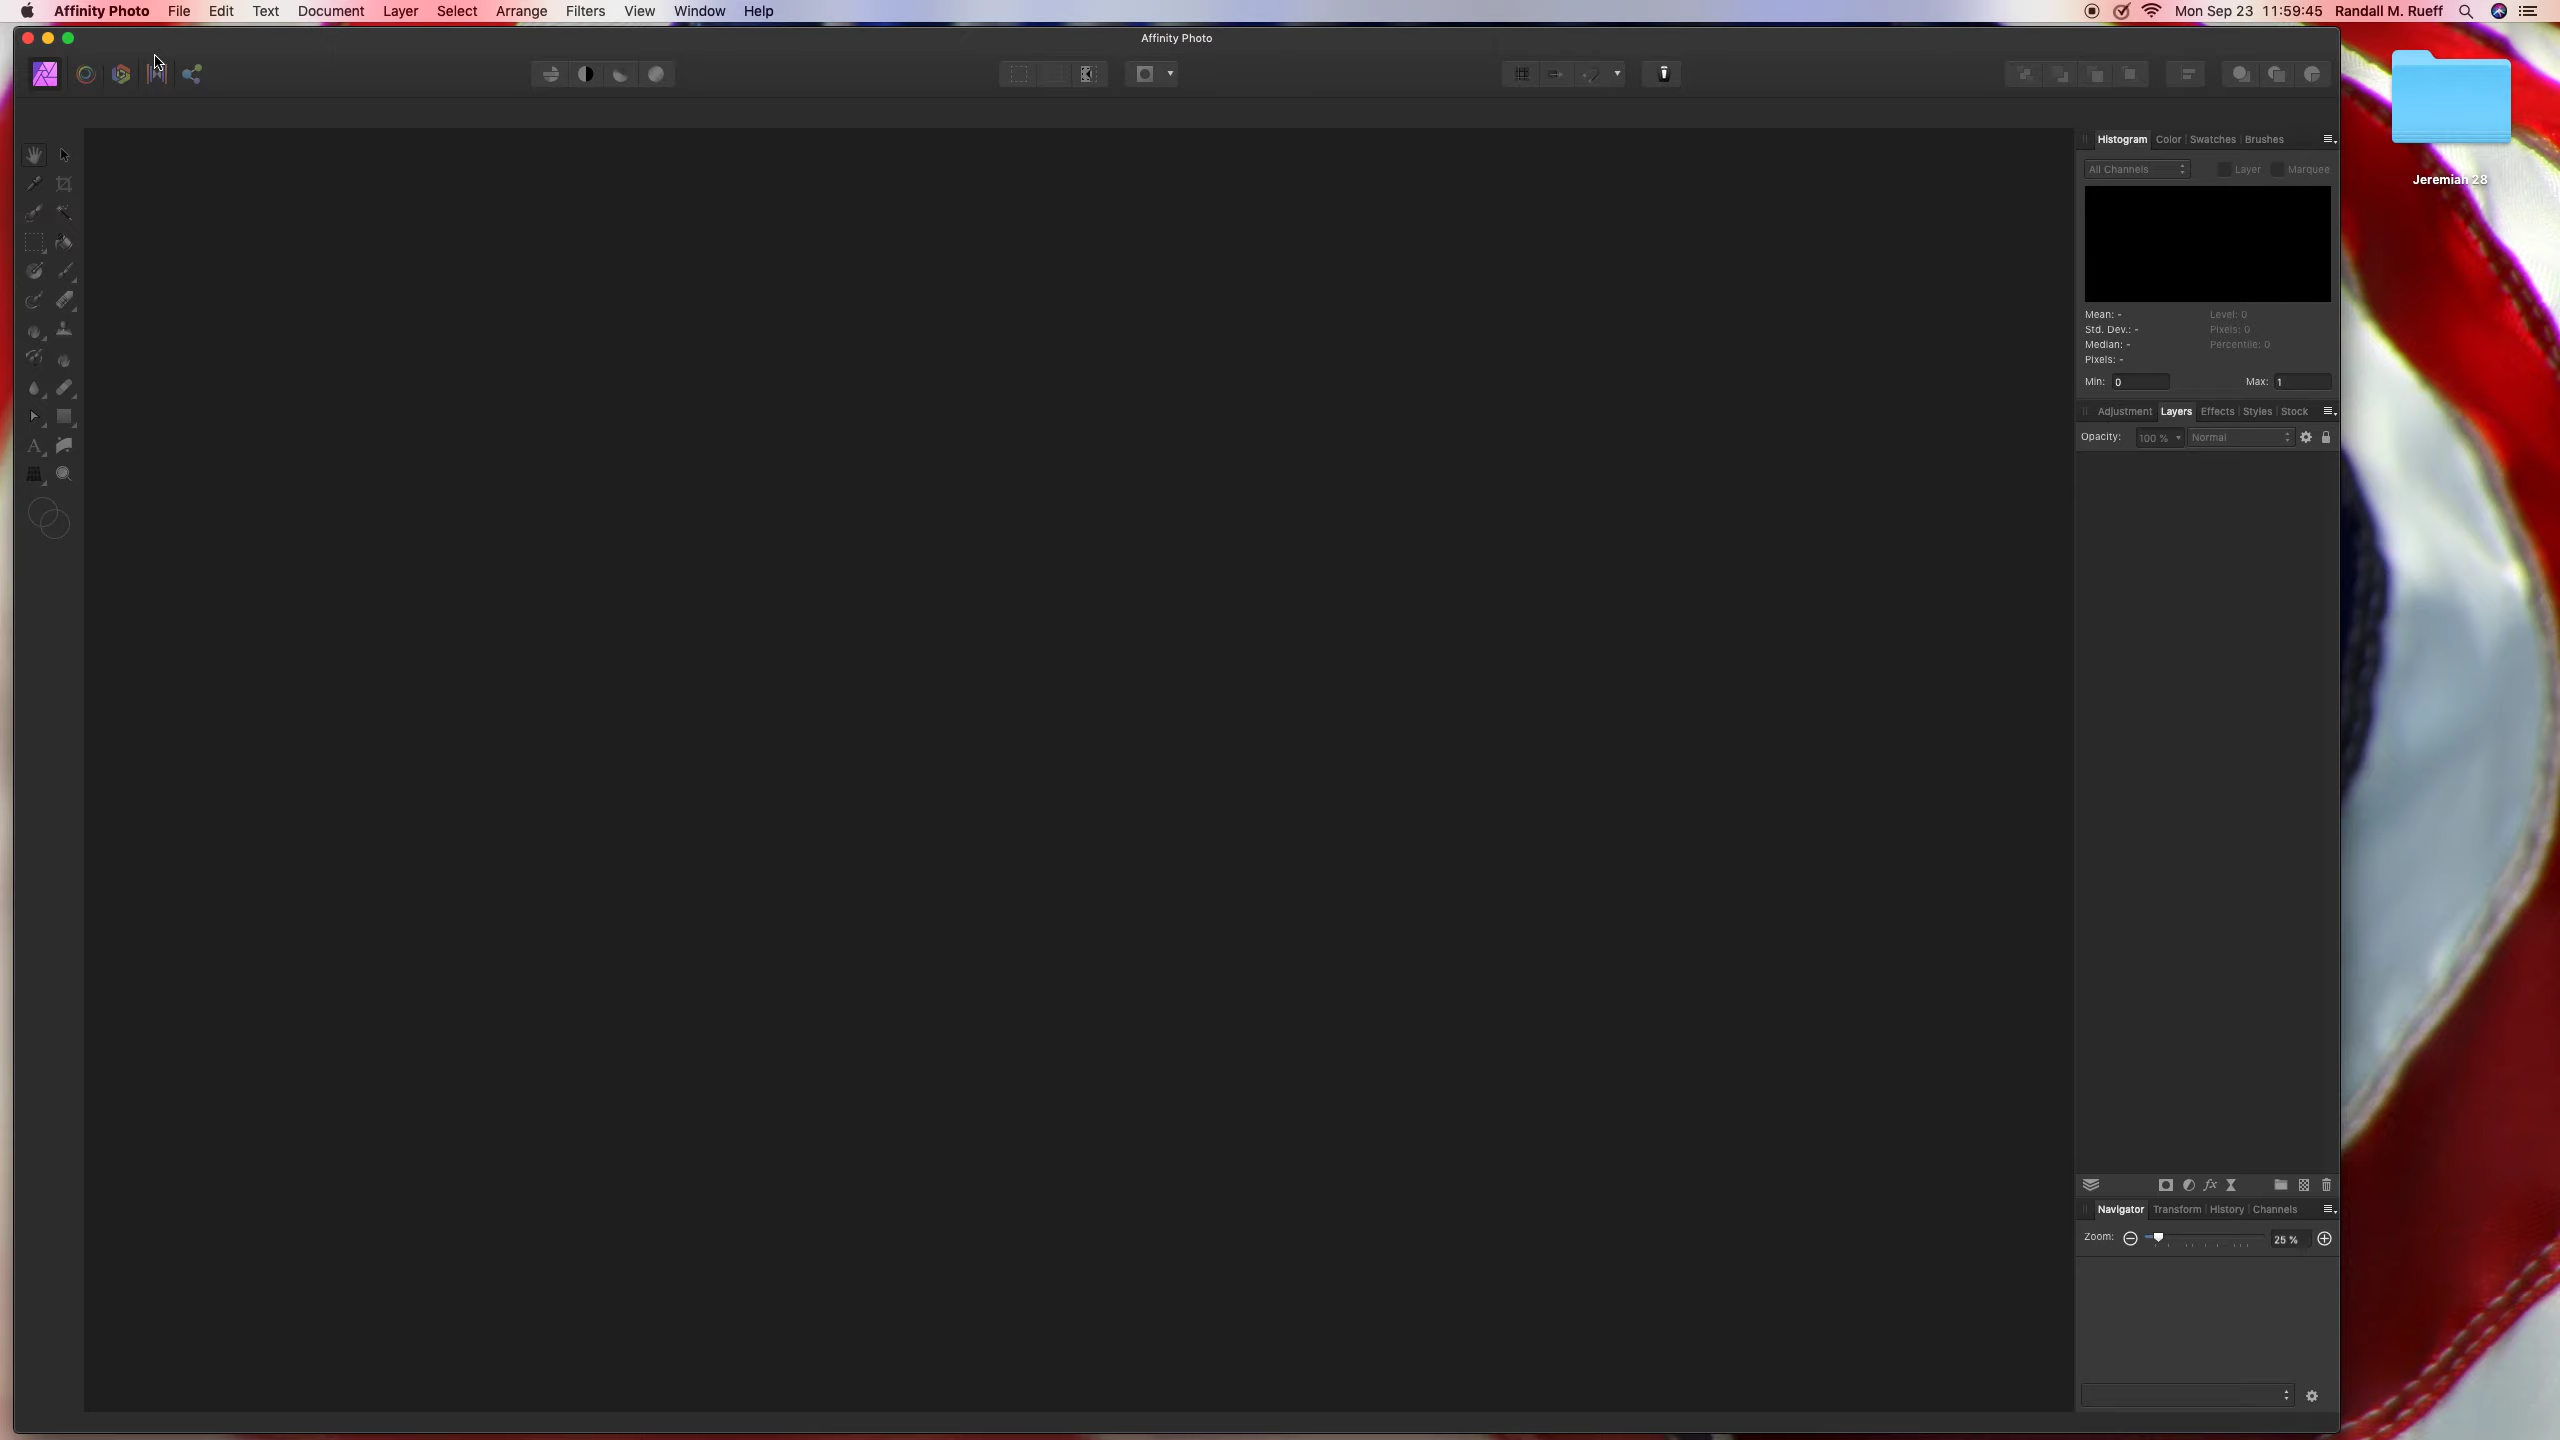 Affinity Photo File Edit Text Document Layer Select Arrange Filters View Window Help Mon Sep 23 11:59:45 Randall M. Rueff
Affinity Photo
Histogram Color Swatches Brushes
All Channels Layer Marquee
Mean: - Level: 0
Std. Dev.: - Pixels: 0
Median: - Percentile: 0
Pixels: -
Min: 0 Max: 1
Adjustment Layers Effects Styles Stock
Opacity: 100 % Normal
fx
Navigator Transform History Channels
Zoom: 25 %
Jeremiah 28